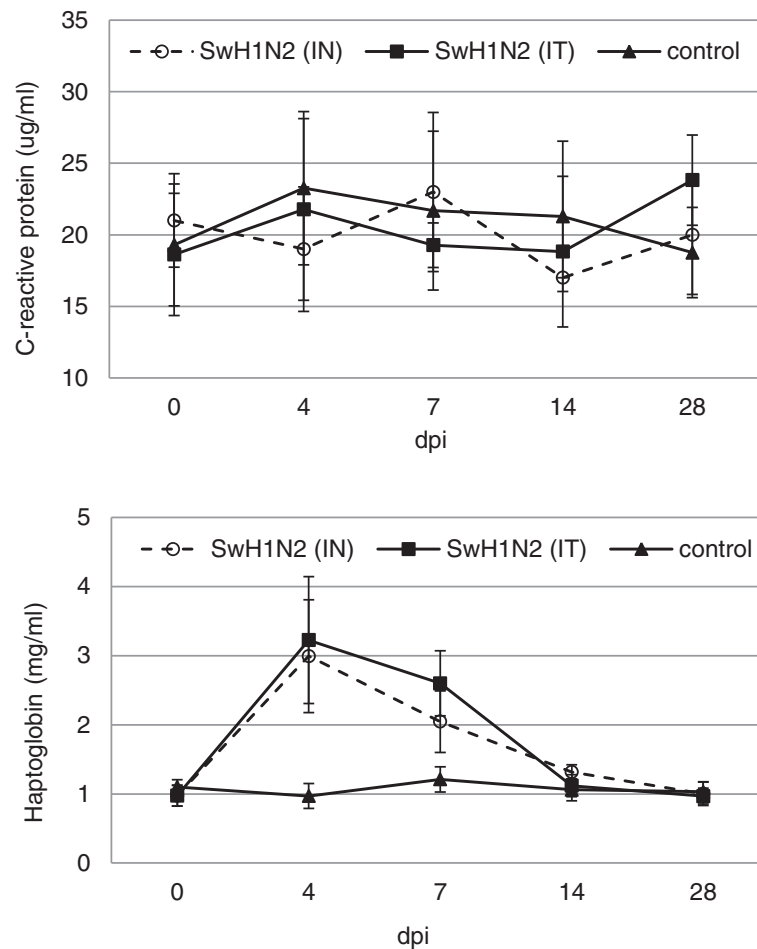 C-reactive protein (ug/ml)
35
SwH1N2 (IN) SwH1N2 (IT) control
30
25
20
15
10
0 4 7 14 28
dpi
Haptoglobin (mg/ml)
5
SwH1N2 (IN) SwH1N2 (IT) control
4
3
2
1
0
0 4 7 14 28
dpi